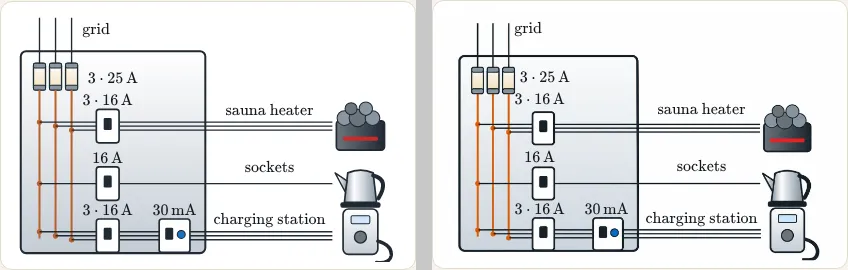 grid
3 · 25 A
3 · 16 A
sauna heater
16 A
sockets
3 · 16 A
30 mA
charging station
grid
3 · 25 A
3 · 16 A
sauna heater
16 A
sockets
3 · 16 A
30 mA
charging station